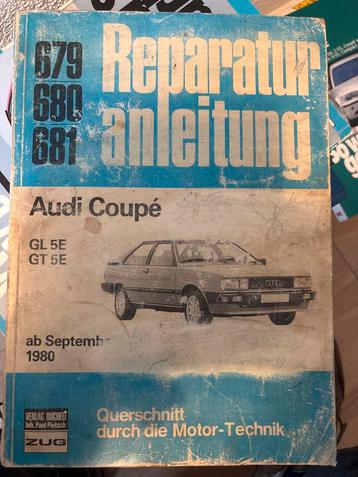 679
680
681
Reparatur
anleitung
Audi Coupé
GL 5E
GT 5E
ab Septembe
1980
VERLAG BUCHELI
Inh. Paul Pietsch
ZUG
Querschnitt
durch die Motor-Technik